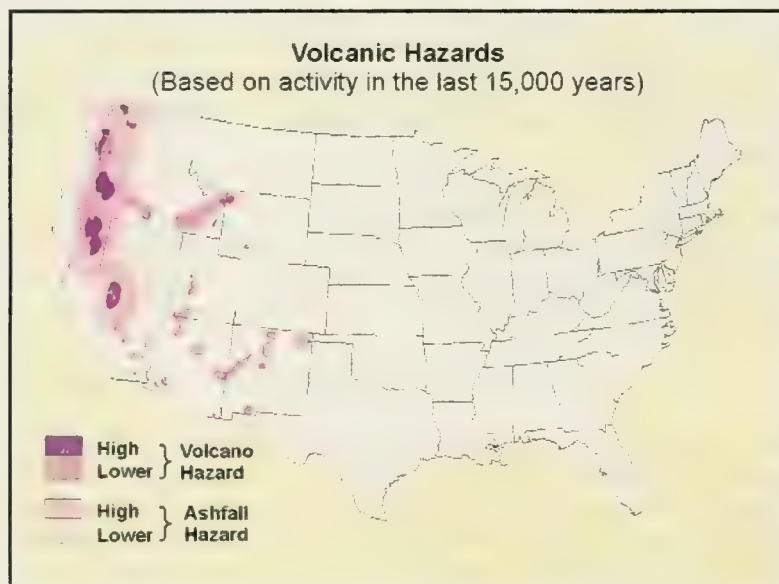 Volcanic Hazards
(Based on activity in the last 15,000 years)
High } Volcano
Lower } Hazard
High } Ashfall
Lower } Hazard